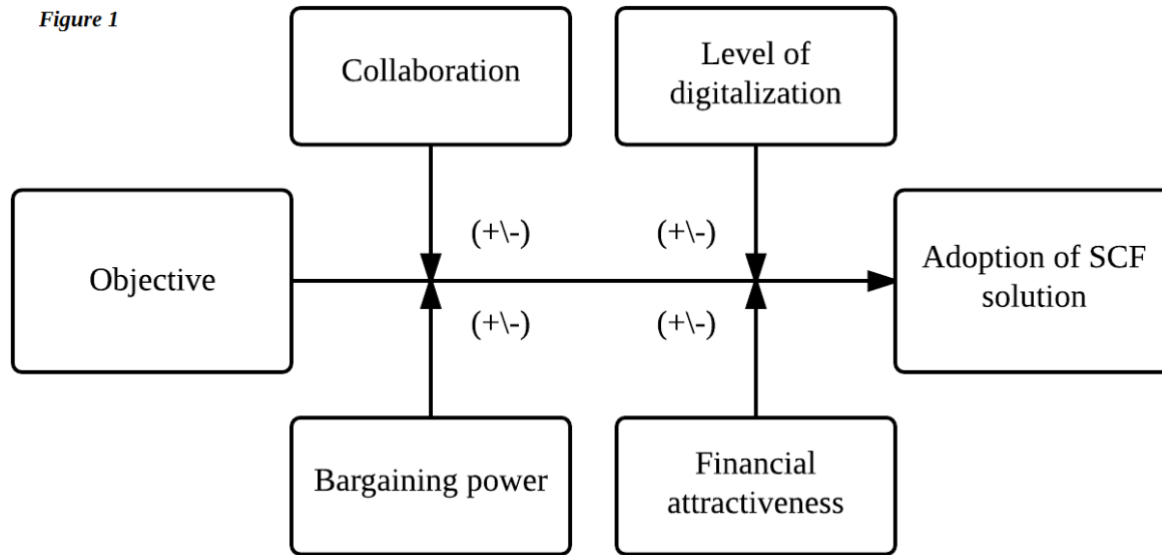 Figure 1
Collaboration
Level of
digitalization
(+\-)
(+\-)
Objective
Adoption of SCF
solution
(+\-)
(+\-)
Bargaining power
Financial
attractiveness